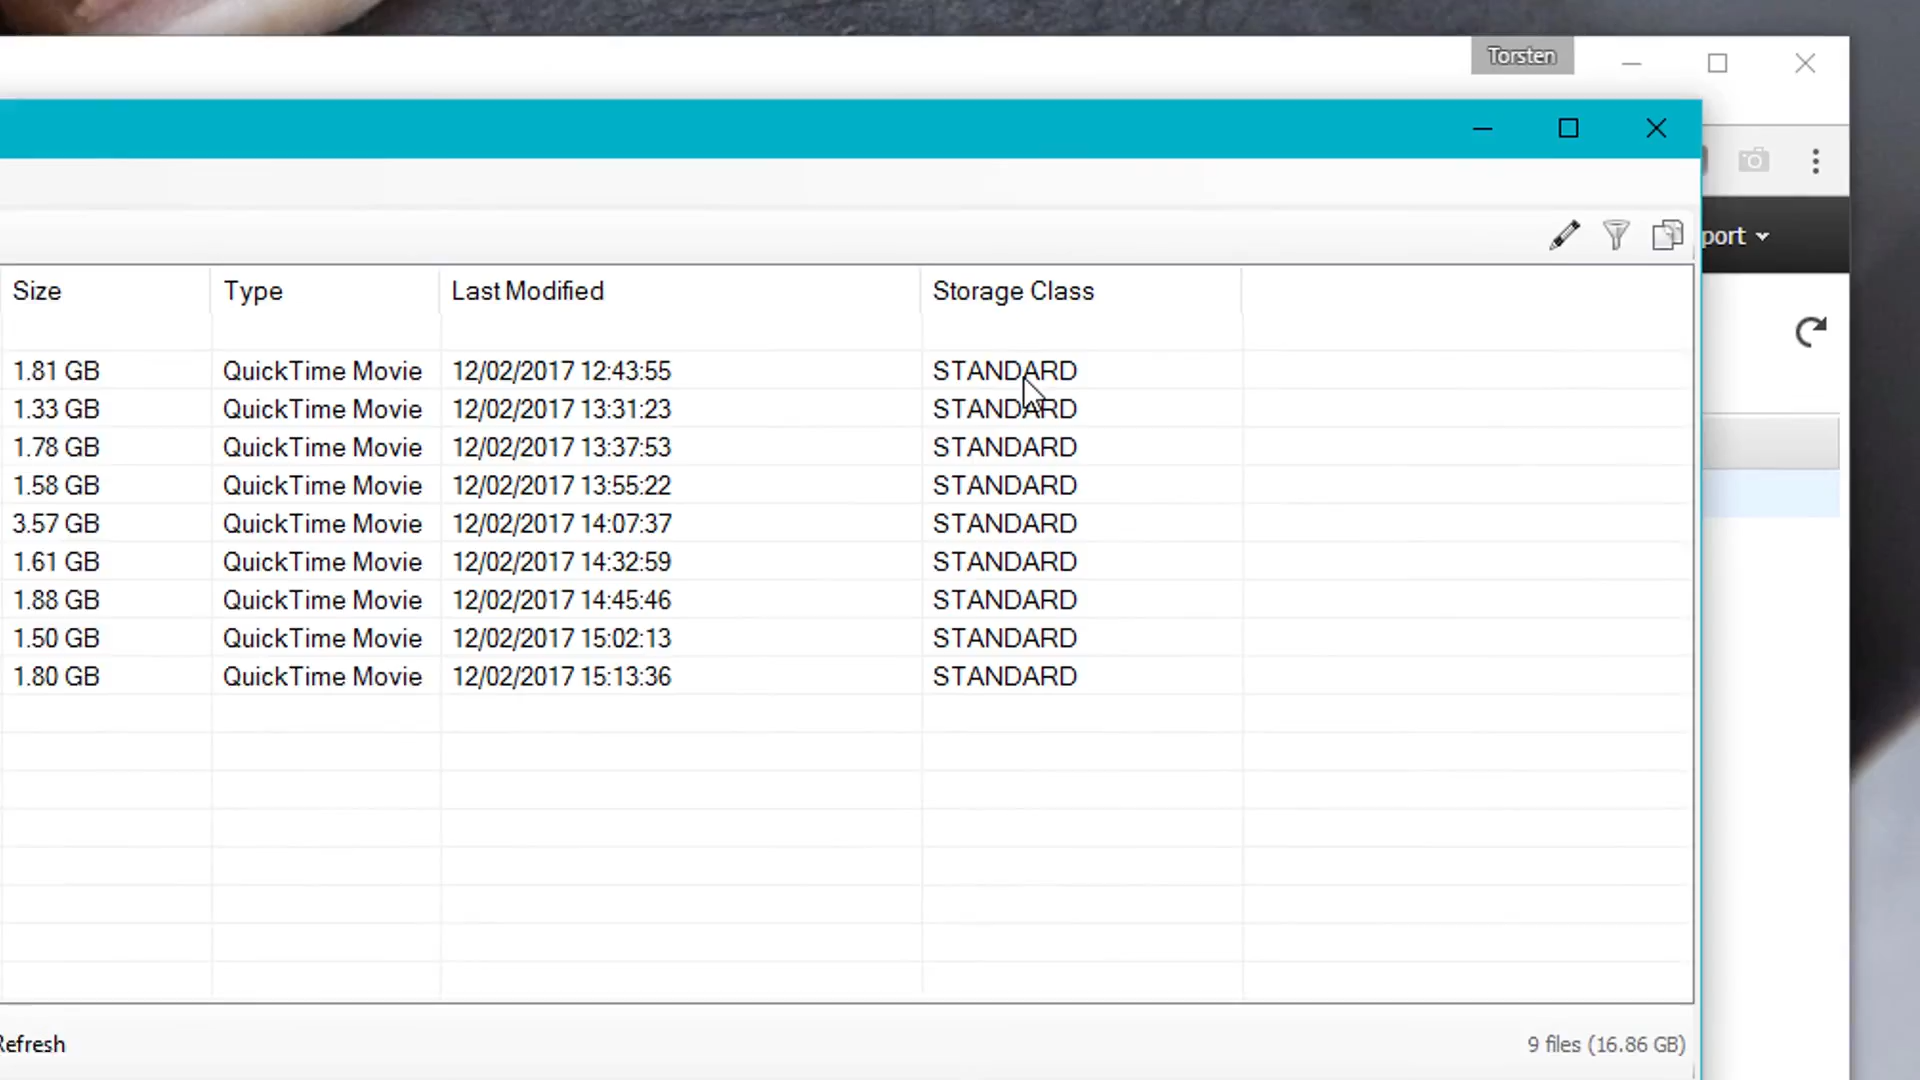 Torsten
port
Size Type Last Modified Storage Class
1.81 GB QuickTime Movie 12/02/2017 12:43:55 STANDARD
1.33 GB QuickTime Movie 12/02/2017 13:31:23 STANDARD
1.78 GB QuickTime Movie 12/02/2017 13:37:53 STANDARD
1.58 GB QuickTime Movie 12/02/2017 13:55:22 STANDARD
3.57 GB QuickTime Movie 12/02/2017 14:07:37 STANDARD
1.61 GB QuickTime Movie 12/02/2017 14:32:59 STANDARD
1.88 GB QuickTime Movie 12/02/2017 14:45:46 STANDARD
1.50 GB QuickTime Movie 12/02/2017 15:02:13 STANDARD
1.80 GB QuickTime Movie 12/02/2017 15:13:36 STANDARD
Refresh 9 files (16.86 GB)